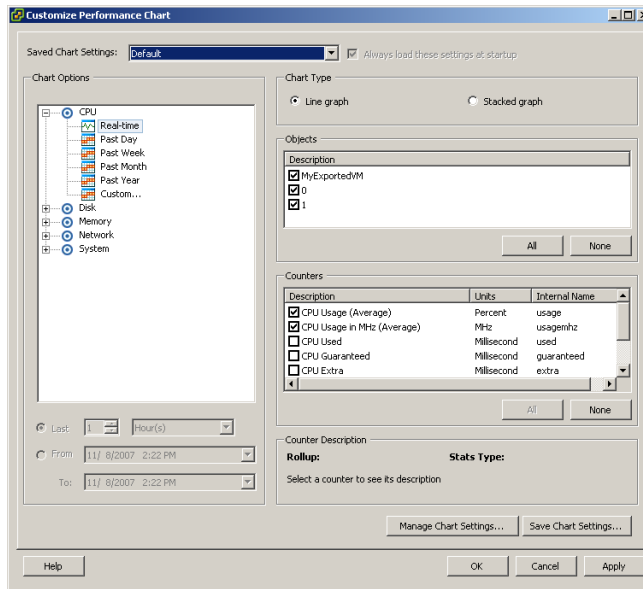 Customize Performance Chart
Saved Chart Settings: Default Always load these settings at startup
Chart Options
CPU
Real-time
Past Day
Past Week
Past Month
Past Year
Custom...
Disk
Memory
Network
System
Last 1 Hour(s)
From 11/ 8/2007 2:22 PM
To: 11/ 8/2007 2:22 PM
Chart Type
Line graph Stacked graph
Objects
Description
MyExportedVM
0
1
All None
Counters
Description Units Internal Name
CPU Usage (Average) Percent usage
CPU Usage in MHz (Average) MHz usagemhz
CPU Used Millisecond used
CPU Guaranteed Millisecond guaranteed
CPU Extra Millisecond extra
All None
Counter Description
Rollup: Stats Type:
Select a counter to see its description
Manage Chart Settings... Save Chart Settings...
Help OK Cancel Apply